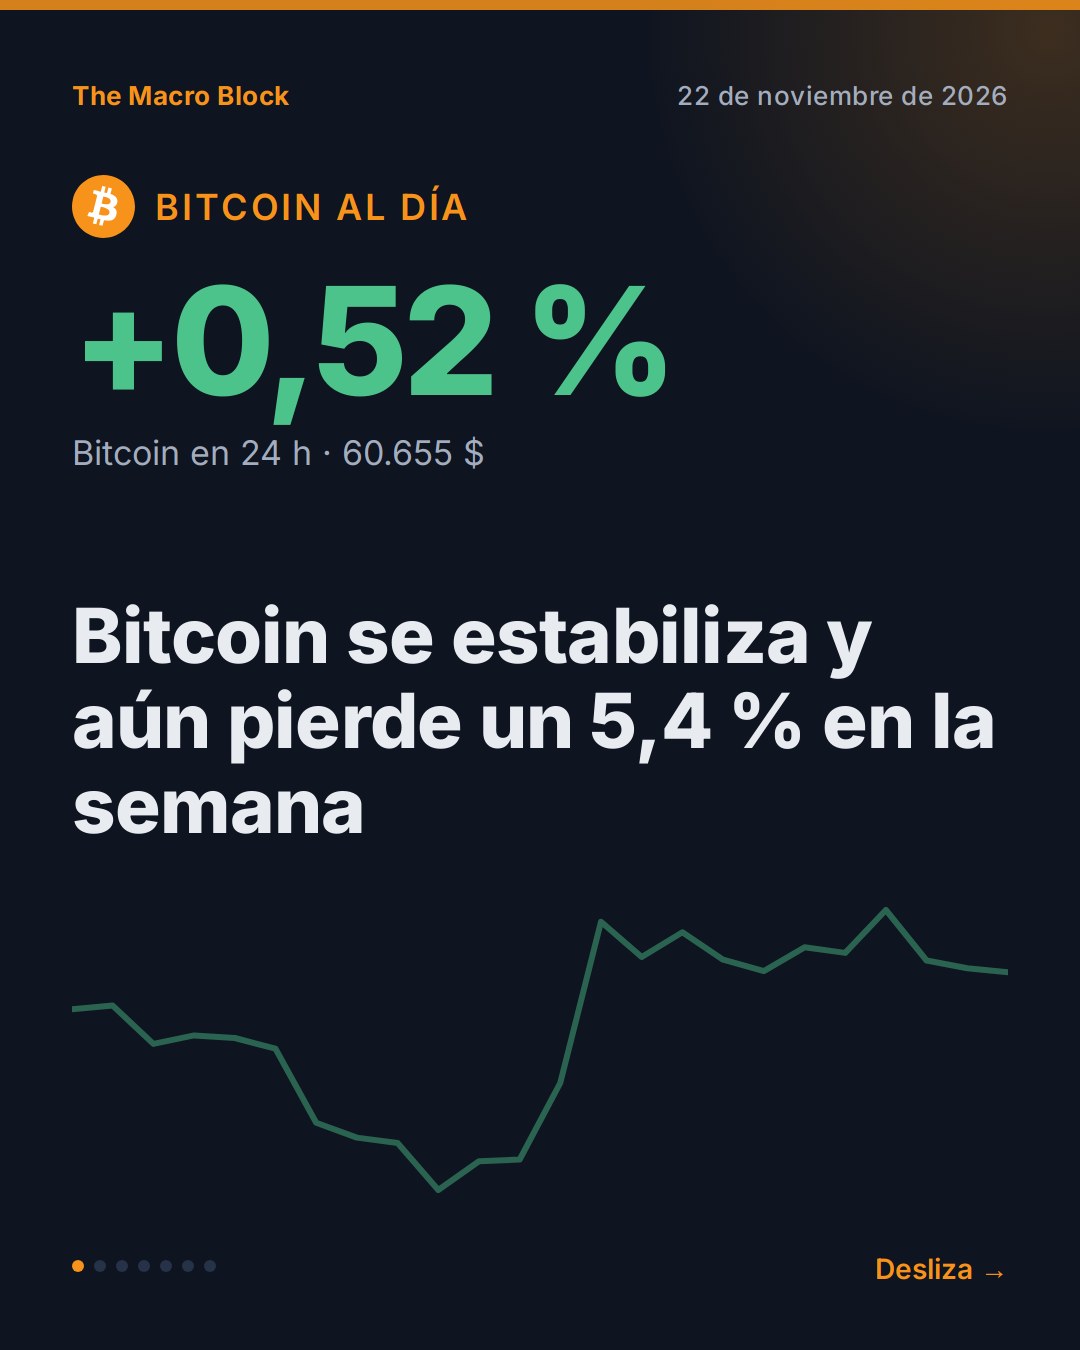 The Macro Block
22 de noviembre de 2026
BITCOIN AL DÍA
+0,52 %
Bitcoin en 24 h · 60.655 $
Bitcoin se estabiliza y
aún pierde un 5,4 % en la
semana
Desliza →